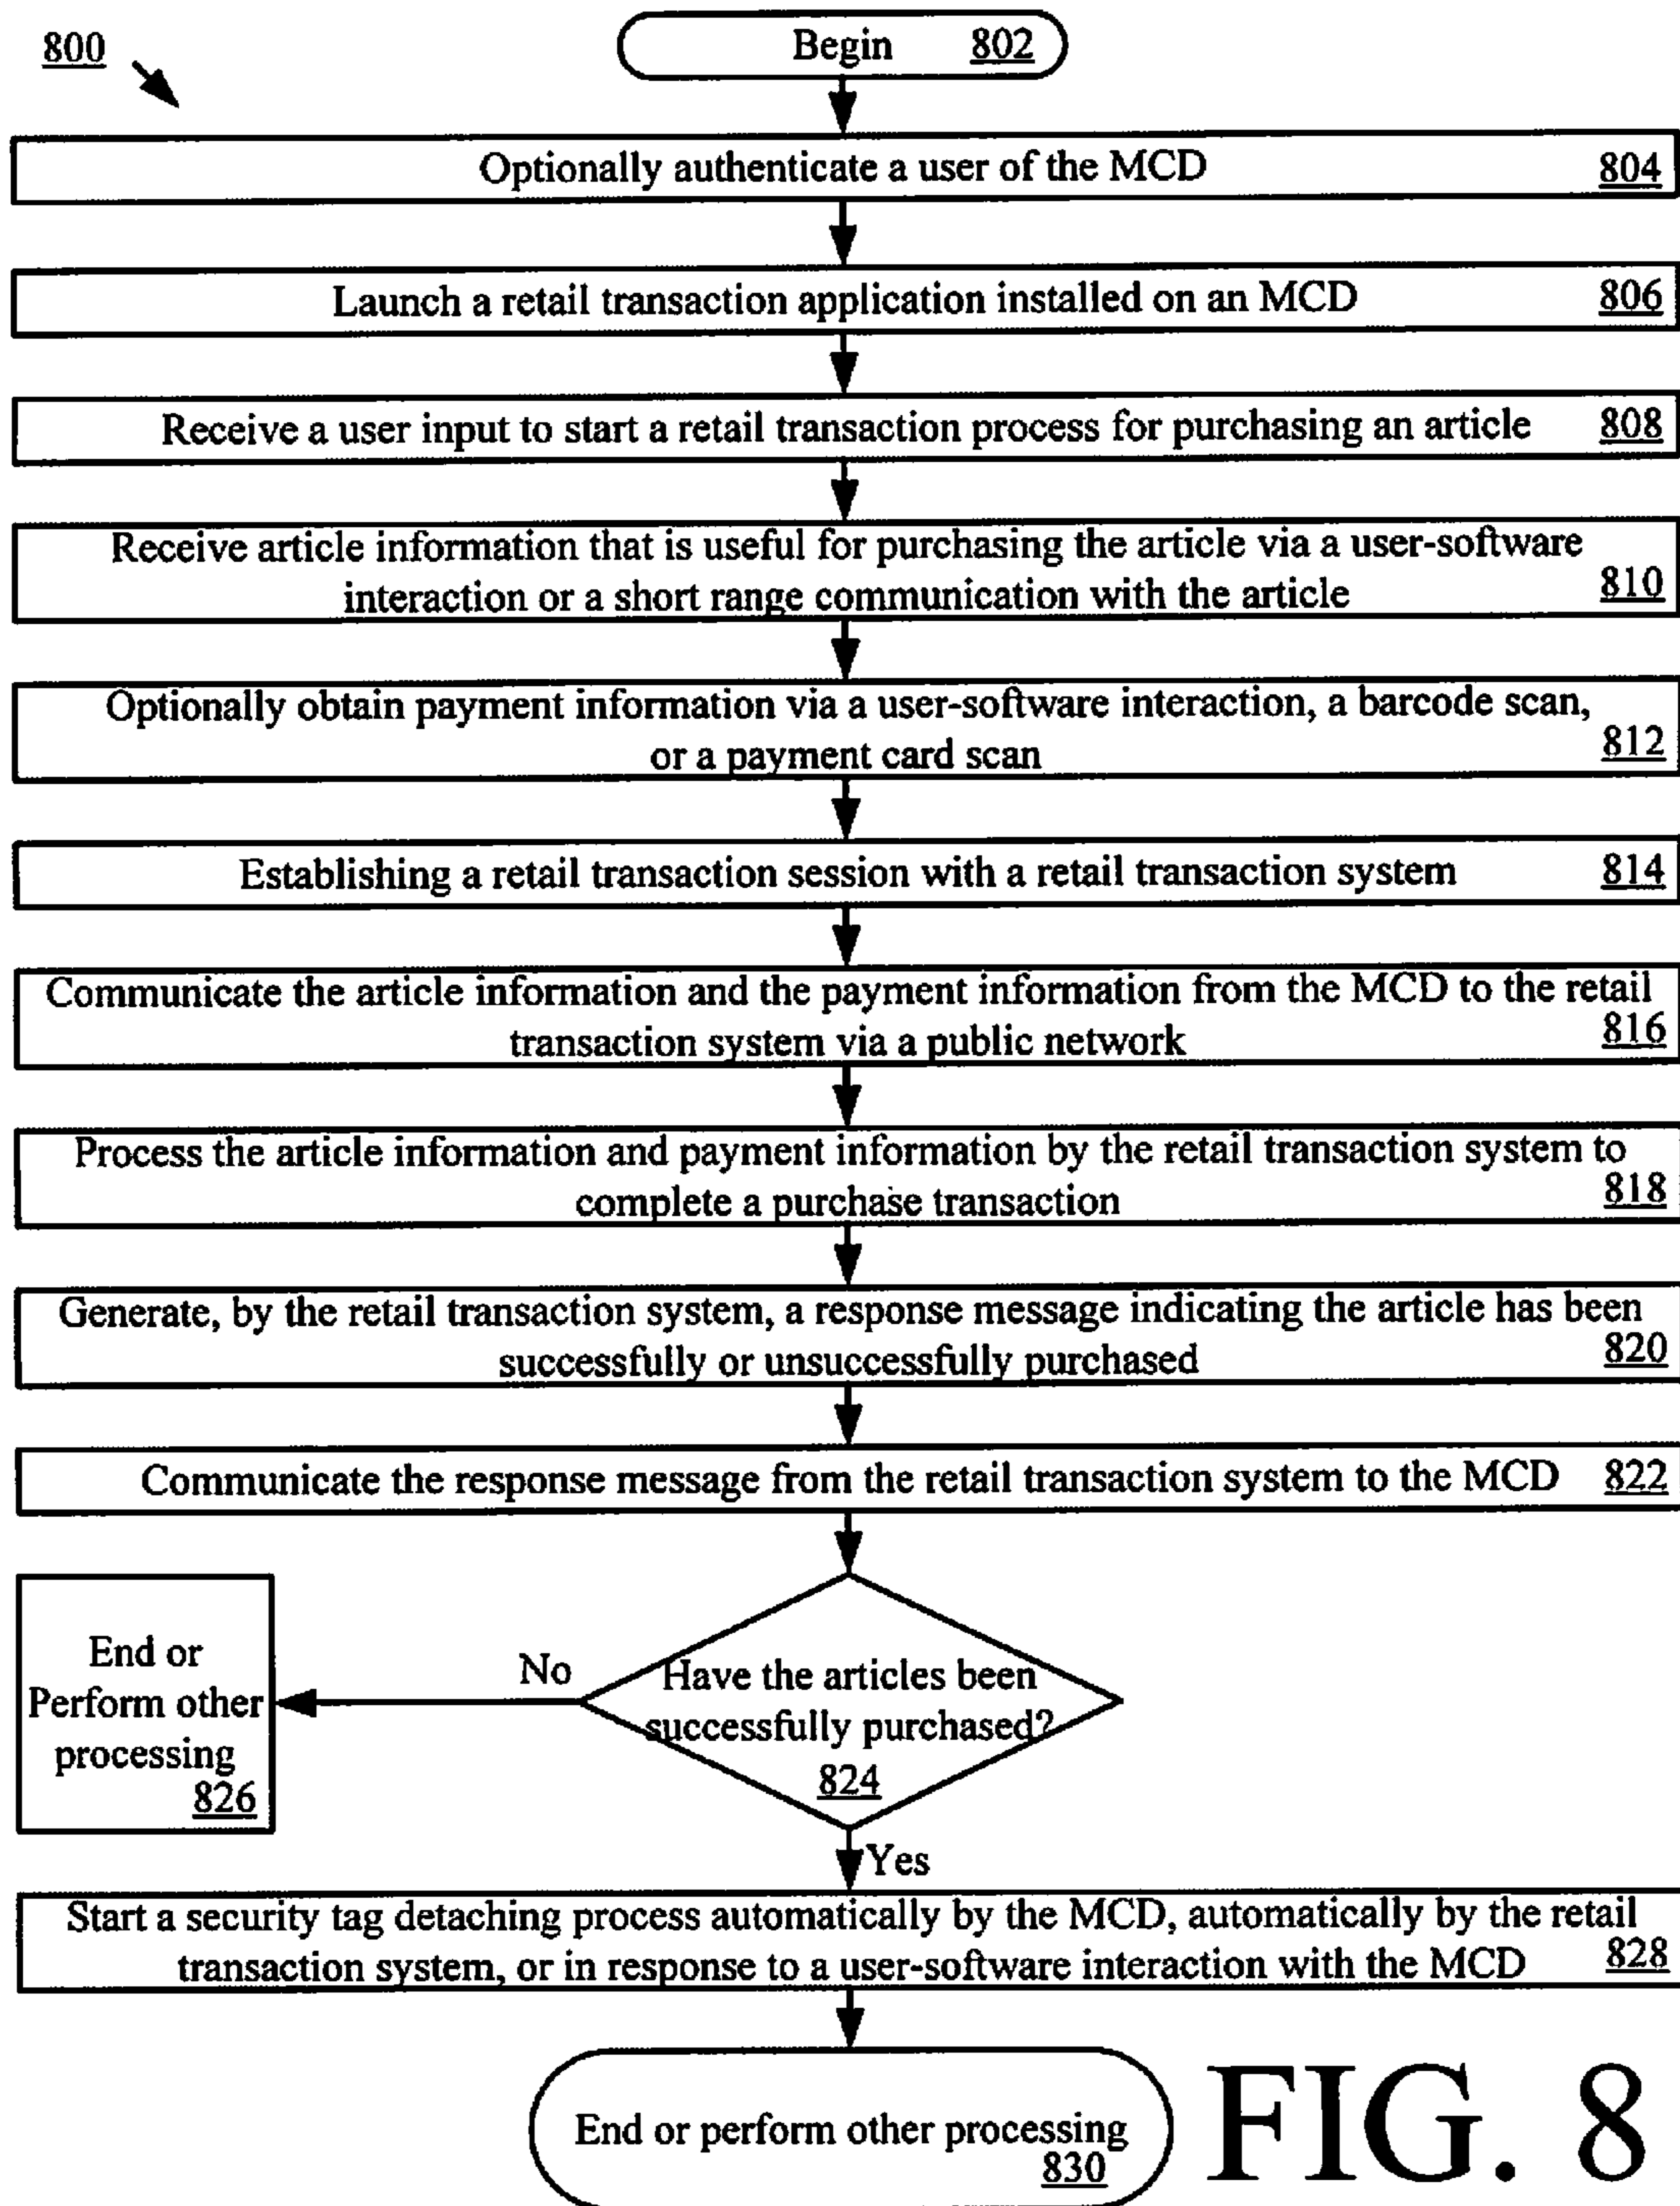 800
Begin 802
Optionally authenticate a user of the MCD 804
Launch a retail transaction application installed on an MCD 806
Receive a user input to start a retail transaction process for purchasing an article 808
Receive article information that is useful for purchasing the article via a user-software
interaction or a short range communication with the article 810
Optionally obtain payment information via a user-software interaction, a barcode scan,
or a payment card scan 812
Establishing a retail transaction session with a retail transaction system 814
Communicate the article information and the payment information from the MCD to the retail
transaction system via a public network 816
Process the article information and payment information by the retail transaction system to
complete a purchase transaction 818
Generate, by the retail transaction system, a response message indicating the article has been
successfully or unsuccessfully purchased 820
Communicate the response message from the retail transaction system to the MCD 822
Have the articles been
successfully purchased?
824
No
End or
Perform other
processing
826
Yes
Start a security tag detaching process automatically by the MCD, automatically by the retail
transaction system, or in response to a user-software interaction with the MCD 828
End or perform other processing
830
FIG. 8